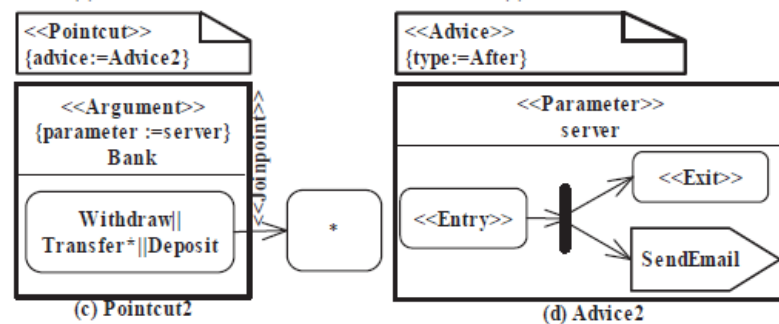 <<Pointcut>>
{advice:=Advice2}
<<Argument>>
{parameter :=server}
Bank
<<Joinpoint>>
Withdraw||
Transfer*||Deposit
*
(c) Pointcut2
<<Advice>>
{type:=After}
<<Parameter>>
server
<<Entry>>
<<Exit>>
SendEmail
(d) Advice2